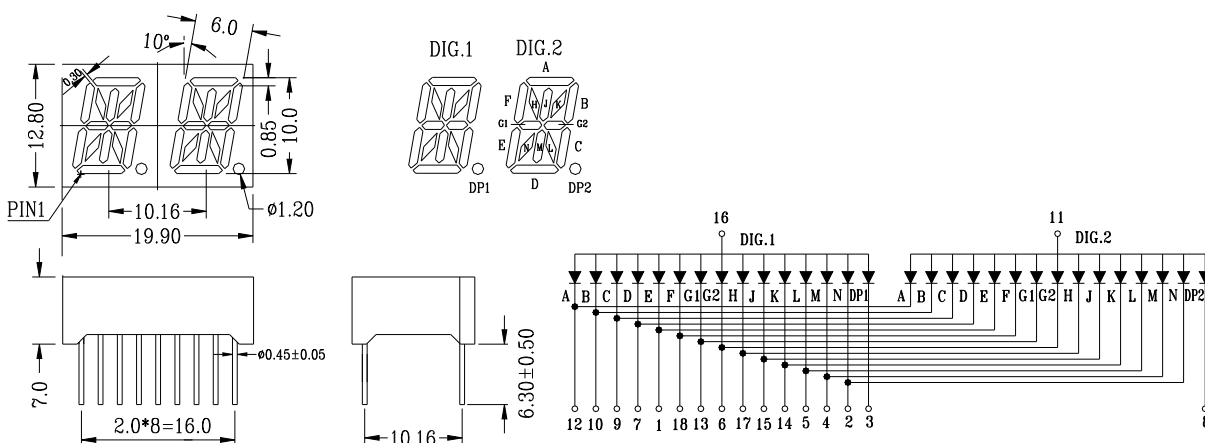 6.0
10°
0.30
12.80
0.85
10.0
PIN1
10.16
ø1.20
19.90
DIG.1 DIG.2
A
F H J K B
G1 G2
E N M L C
D
DP1 DP2
7.0
ø0.45±0.05
2.0*8=16.0
6.30±0.50
10.16
16 11
DIG.1 DIG.2
A B C D E F G1 G2 H J K L M N DP1 A B C D E F G1 G2 H J K L M N DP2
12 10 9 7 1 18 13 6 17 15 14 5 4 2 3 8